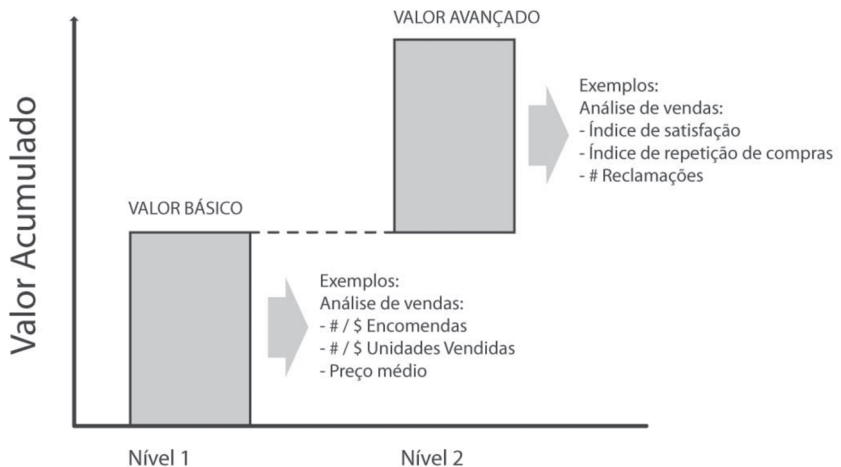 VALOR AVANÇADO
Exemplos:
Análise de vendas:
- Índice de satisfação
- Índice de repetição de compras
- # Reclamações
Valor Acumulado
VALOR BÁSICO
Exemplos:
Análise de vendas:
- # / $ Encomendas
- # / $ Unidades Vendidas
- Preço médio
Nível 1
Nível 2